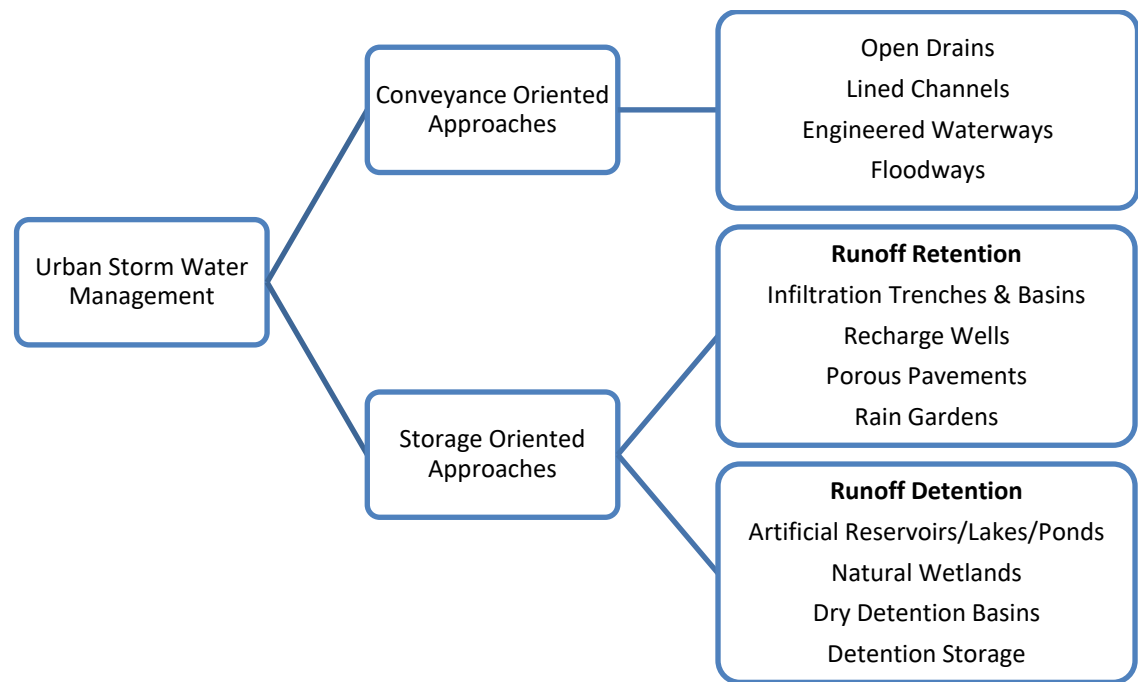 Urban Storm Water
Management
Conveyance Oriented
Approaches
Open Drains
Lined Channels
Engineered Waterways
Floodways
Storage Oriented
Approaches
Runoff Retention
Infiltration Trenches & Basins
Recharge Wells
Porous Pavements
Rain Gardens
Runoff Detention
Artificial Reservoirs/Lakes/Ponds
Natural Wetlands
Dry Detention Basins
Detention Storage